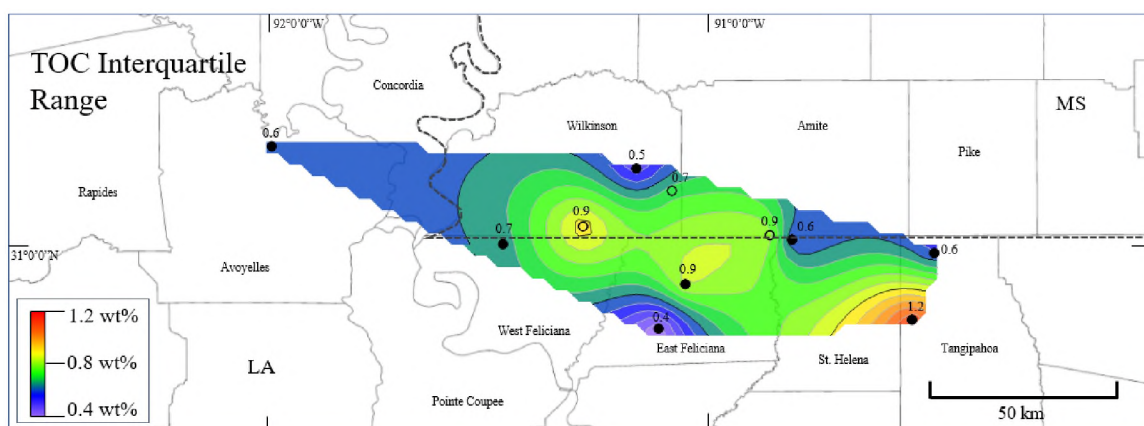 92°0'0"W
91°0'0"W
TOC Interquartile
Range
Concordia
MS
Wilkinson
Amite
0.6
0.5
Pike
0.7
Rapides
0.9
0.9
0.7
0.6
0.6
31°0'0"N
Avoyelles
0.9
1.2 wt%
1.2
0.4
West Feliciana
East Feliciana
Tangipahoa
0.8 wt%
LA
St. Helena
Pointe Coupee
0.4 wt%
50 km